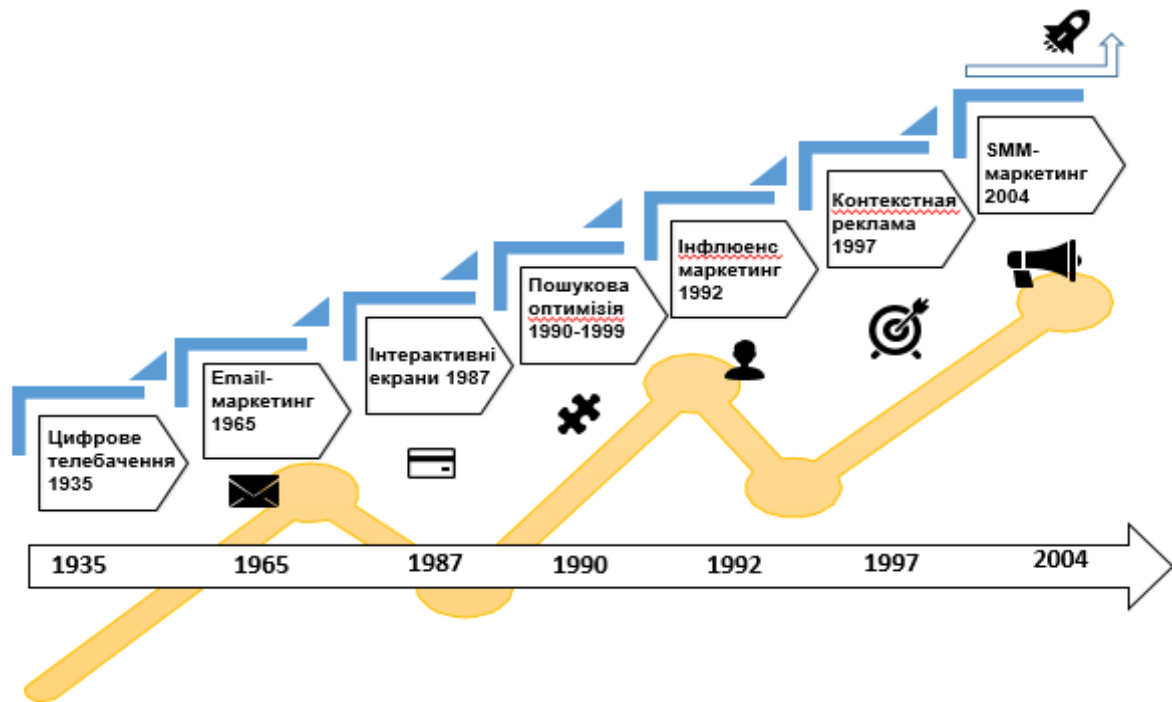 Цифрове
телебачення
1935
Email-
маркетинг
1965
Інтерактивні
екрани 1987
Пошукова
оптимізія
1990-1999
Інфлюенс
маркетинг
1992
Контекстная
реклама
1997
SMM-
маркетинг
2004
1935
1965
1987
1990
1992
1997
2004